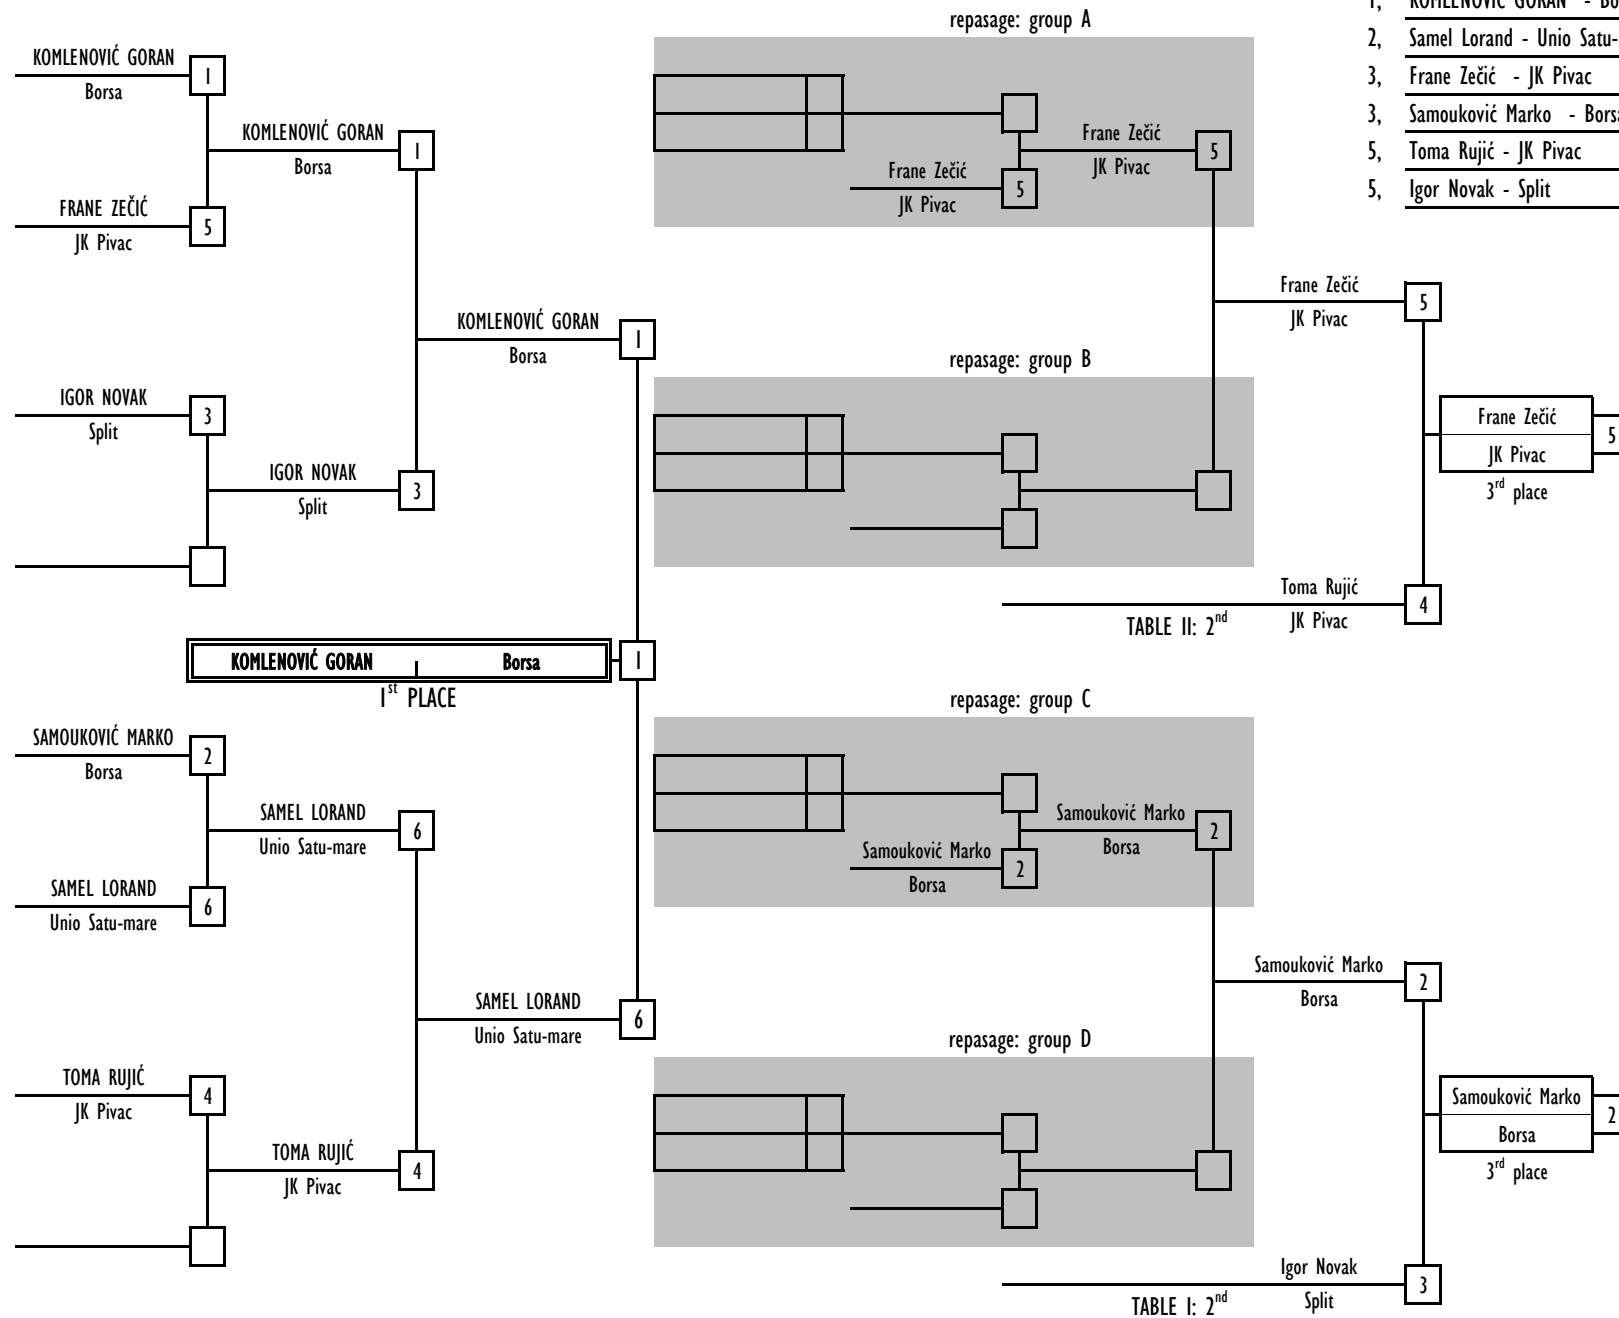 KOMLENOVIĆ GORAN
1
Borsa
KOMLENOVIĆ GORAN
1
Borsa
FRANE ZEČIĆ
5
JK Pivac
KOMLENOVIĆ GORAN
1
Borsa
IGOR NOVAK
3
Split
IGOR NOVAK
3
Split
KOMLENOVIĆ GORAN Borsa
1
1st PLACE
SAMOUKOVIĆ MARKO
2
Borsa
SAMEL LORAND
6
Unio Satu-mare
SAMEL LORAND
6
Unio Satu-mare
SAMEL LORAND
6
Unio Satu-mare
TOMA RUJIĆ
4
JK Pivac
TOMA RUJIĆ
4
JK Pivac
repasage: group A
Frane Zečić
5
JK Pivac
Frane Zečić
5
JK Pivac
repasage: group B
Frane Zečić
5
JK Pivac
Toma Rujić
4
TABLE II: 2nd JK Pivac
Frane Zečić
5
JK Pivac
3rd place
repasage: group C
Samouković Marko
2
Borsa
Samouković Marko
2
Borsa
repasage: group D
Samouković Marko
2
Borsa
Igor Novak
3
TABLE I: 2nd Split
Samouković Marko
2
Borsa
3rd place
1, KOMLENOVIĆ GORAN - Bo
2, Samel Lorand - Unio Satu-
3, Frane Zečić - JK Pivac
3, Samouković Marko - Borsa
5, Toma Rujić - JK Pivac
5, Igor Novak - Split